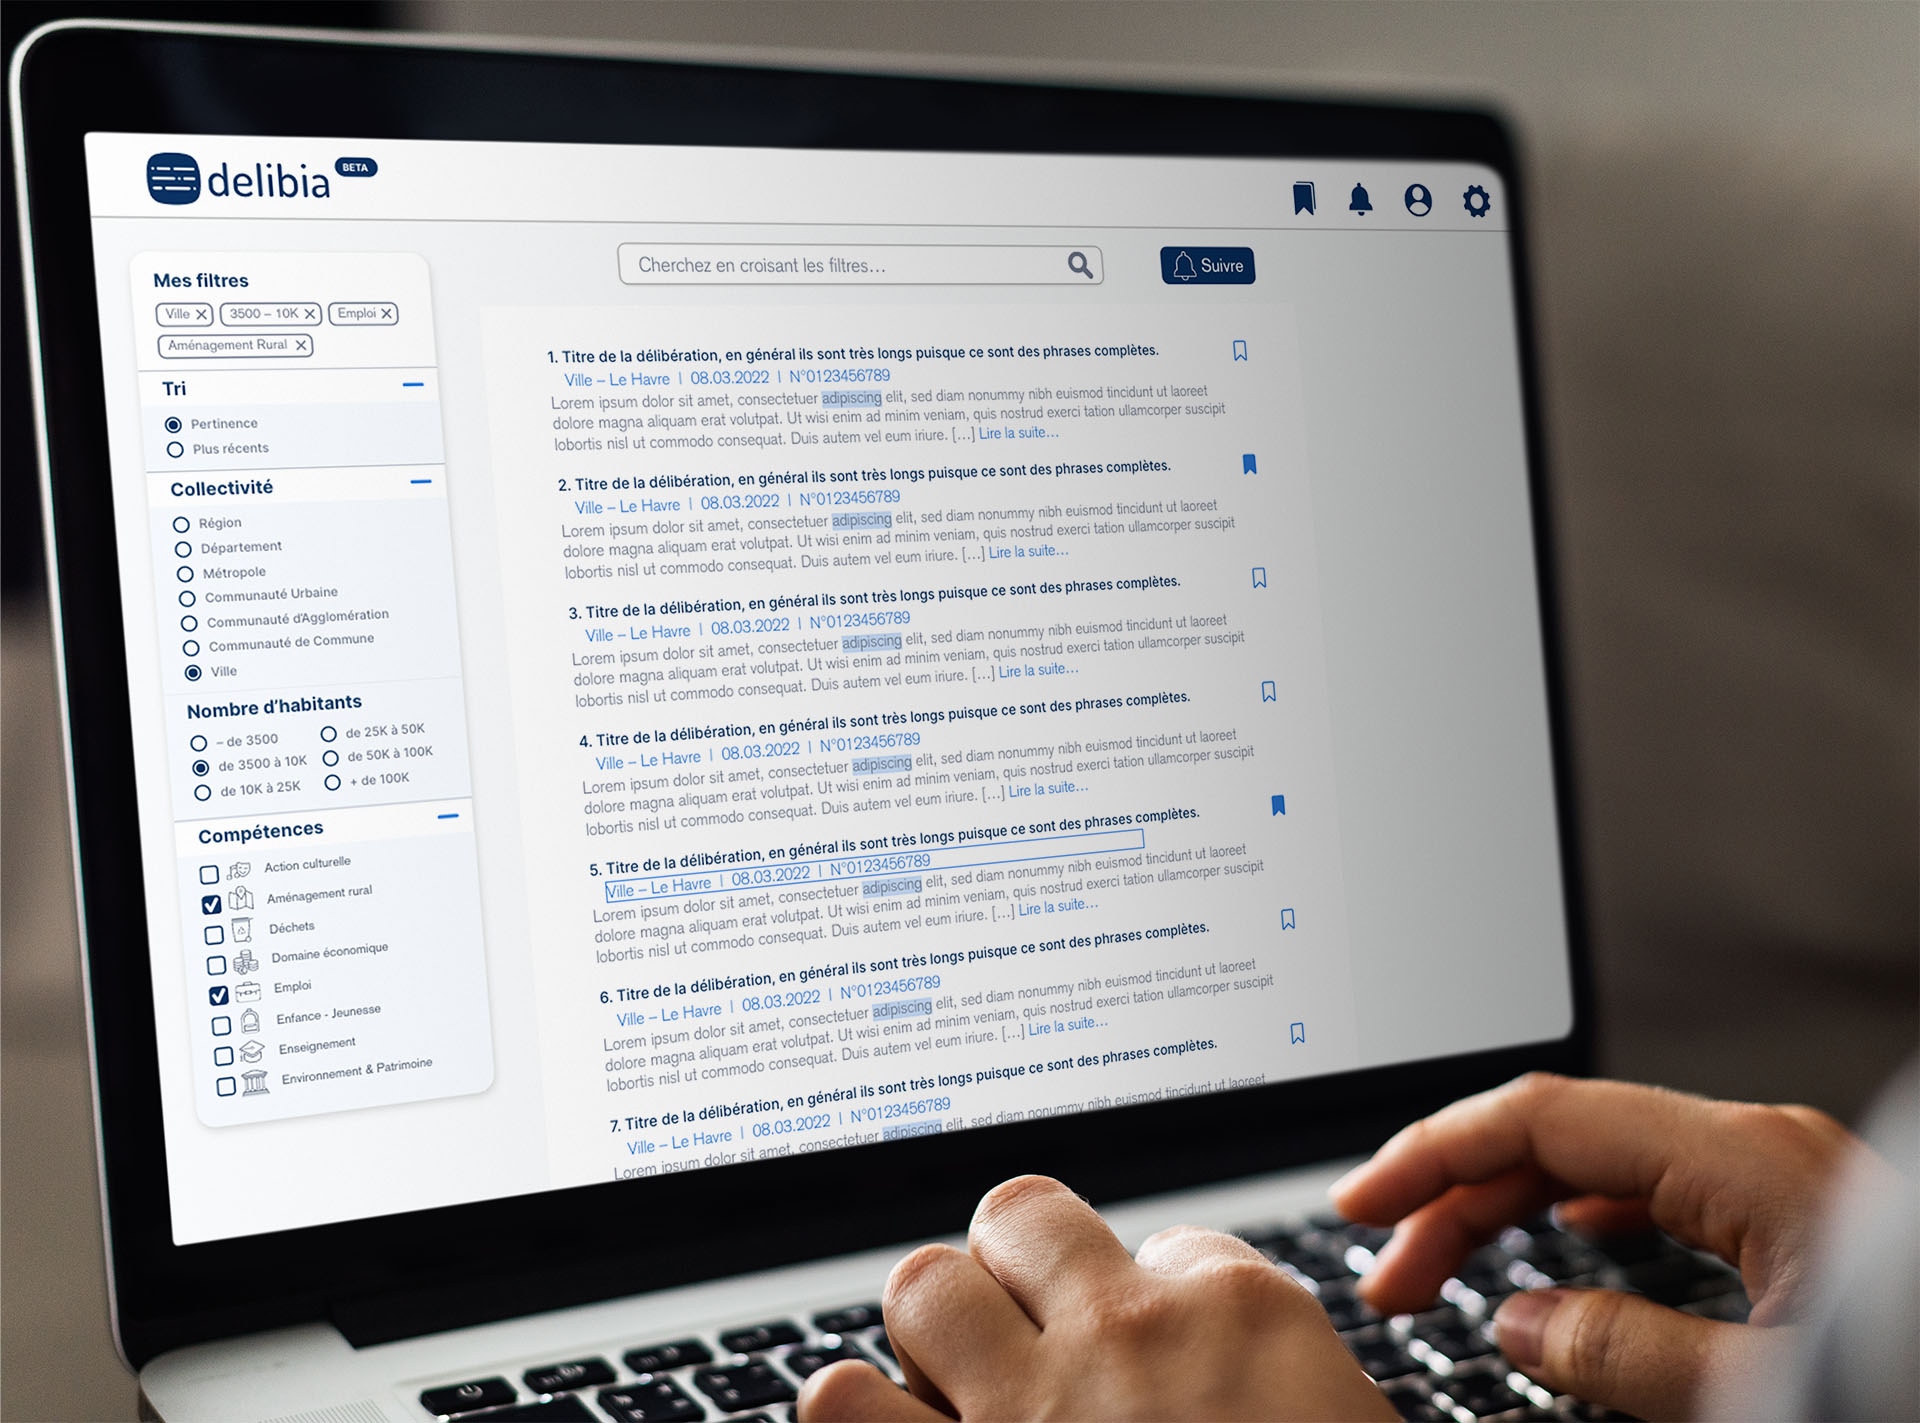 delibia BETA
Cherchez en croisant les filtres...
Suivre
Mes filtres
Ville X 3500 – 10K X Emploi X
Aménagement Rural X
Tri
Pertinence
Plus récents
Collectivité
Région
Département
Métropole
Communauté Urbaine
Communauté d'Agglomération
Communauté de Commune
Ville
Nombre d'habitants
– de 3500
de 3500 à 10K
de 10K à 25K
de 25K à 50K
de 50K à 100K
+ de 100K
Compétences
Action culturelle
Aménagement rural
Déchets
Domaine économique
Emploi
Enfance - Jeunesse
Enseignement
Environnement & Patrimoine
1. Titre de la délibération, en général ils sont très longs puisque ce sont des phrases complètes.
Ville – Le Havre | 08.03.2022 | N°0123456789
Lorem ipsum dolor sit amet, consectetuer adipiscing elit, sed diam nonummy nibh euismod tincidunt ut laoreet
dolore magna aliquam erat volutpat. Ut wisi enim ad minim veniam, quis nostrud exerci tation ullamcorper suscipit
lobortis nisl ut commodo consequat. Duis autem vel eum iriure. [...] Lire la suite...
2. Titre de la délibération, en général ils sont très longs puisque ce sont des phrases complètes.
Ville – Le Havre | 08.03.2022 | N°0123456789
Lorem ipsum dolor sit amet, consectetuer adipiscing elit, sed diam nonummy nibh euismod tincidunt ut laoreet
dolore magna aliquam erat volutpat. Ut wisi enim ad minim veniam, quis nostrud exerci tation ullamcorper suscipit
lobortis nisl ut commodo consequat. Duis autem vel eum iriure. [...] Lire la suite...
3. Titre de la délibération, en général ils sont très longs puisque ce sont des phrases complètes.
Ville – Le Havre | 08.03.2022 | N°0123456789
Lorem ipsum dolor sit amet, consectetuer adipiscing elit, sed diam nonummy nibh euismod tincidunt ut laoreet
dolore magna aliquam erat volutpat. Ut wisi enim ad minim veniam, quis nostrud exerci tation ullamcorper suscipit
lobortis nisl ut commodo consequat. Duis autem vel eum iriure. [...] Lire la suite...
4. Titre de la délibération, en général ils sont très longs puisque ce sont des phrases complètes.
Ville – Le Havre | 08.03.2022 | N°0123456789
Lorem ipsum dolor sit amet, consectetuer adipiscing elit, sed diam nonummy nibh euismod tincidunt ut laoreet
dolore magna aliquam erat volutpat. Ut wisi enim ad minim veniam, quis nostrud exerci tation ullamcorper suscipit
lobortis nisl ut commodo consequat. Duis autem vel eum iriure. [...] Lire la suite...
5. Titre de la délibération, en général ils sont très longs puisque ce sont des phrases complètes.
Ville – Le Havre | 08.03.2022 | N°0123456789
Lorem ipsum dolor sit amet, consectetuer adipiscing elit, sed diam nonummy nibh euismod tincidunt ut laoreet
dolore magna aliquam erat volutpat. Ut wisi enim ad minim veniam, quis nostrud exerci tation ullamcorper suscipit
lobortis nisl ut commodo consequat. Duis autem vel eum iriure. [...] Lire la suite...
6. Titre de la délibération, en général ils sont très longs puisque ce sont des phrases complètes.
Ville – Le Havre | 08.03.2022 | N°0123456789
Lorem ipsum dolor sit amet, consectetuer adipiscing elit, sed diam nonummy nibh euismod tincidunt ut laoreet
dolore magna aliquam erat volutpat. Ut wisi enim ad minim veniam, quis nostrud exerci tation ullamcorper suscipit
lobortis nisl ut commodo consequat. Duis autem vel eum iriure. [...] Lire la suite...
7. Titre de la délibération, en général ils sont très longs puisque ce sont des phrases complètes.
Ville – Le Havre | 08.03.2022 | N°0123456789
Lorem ipsum dolor sit amet, consectetuer adipiscing elit, sed diam nonummy nibh euismod tincidunt ut laoreet